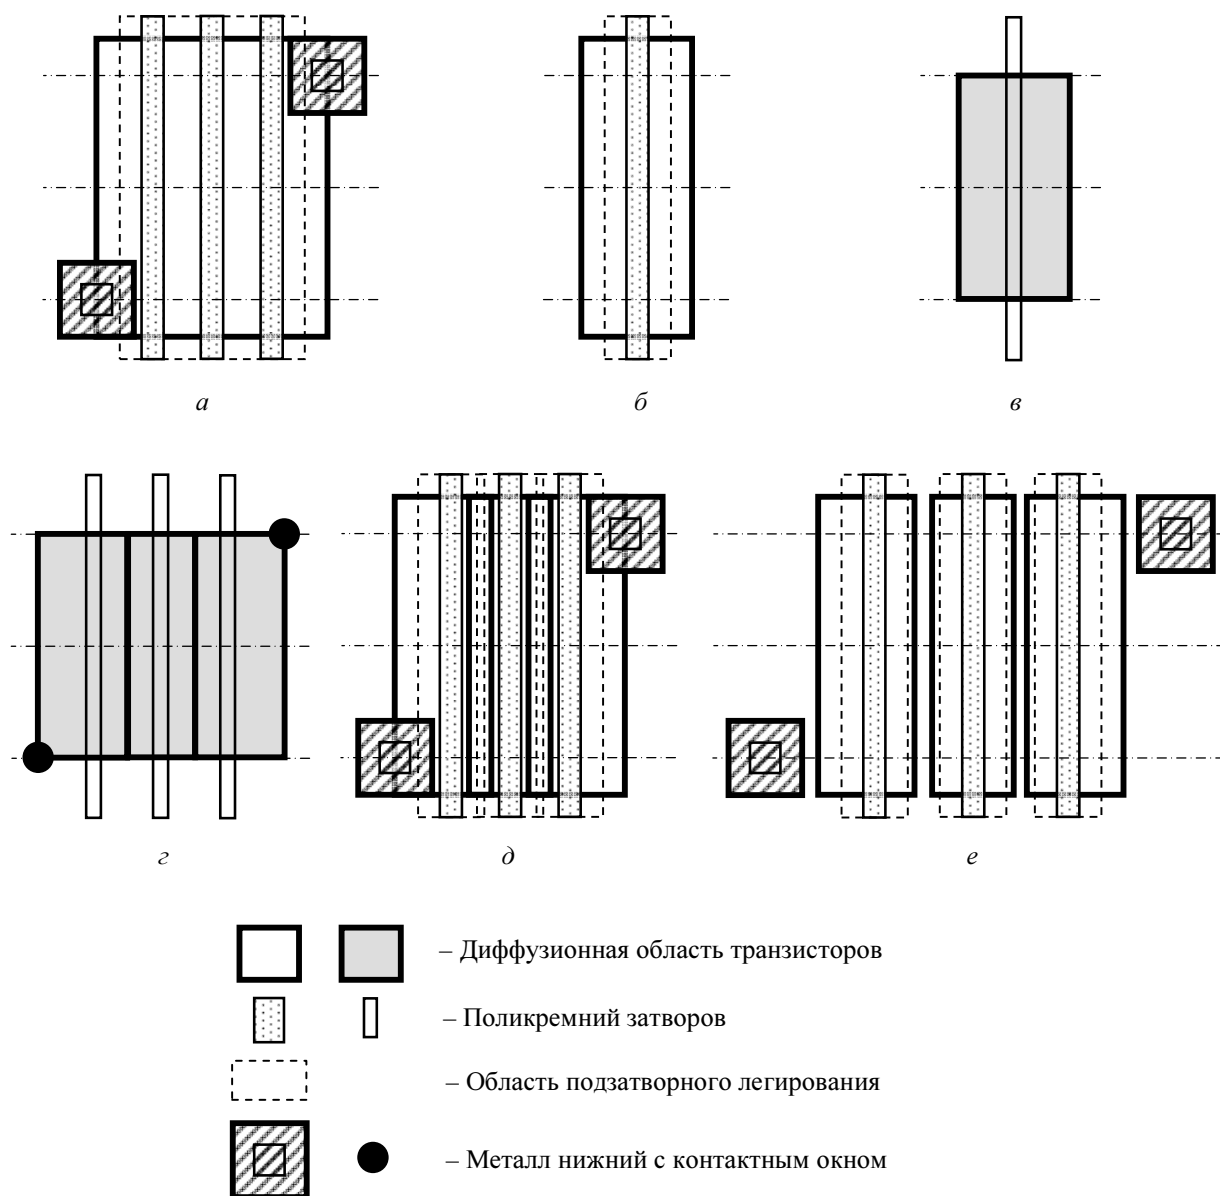 а
б
в
г
д
е
– Диффузионная область транзисторов
– Поликремний затворов
– Область подзатворного легирования
– Металл нижний с контактным окном